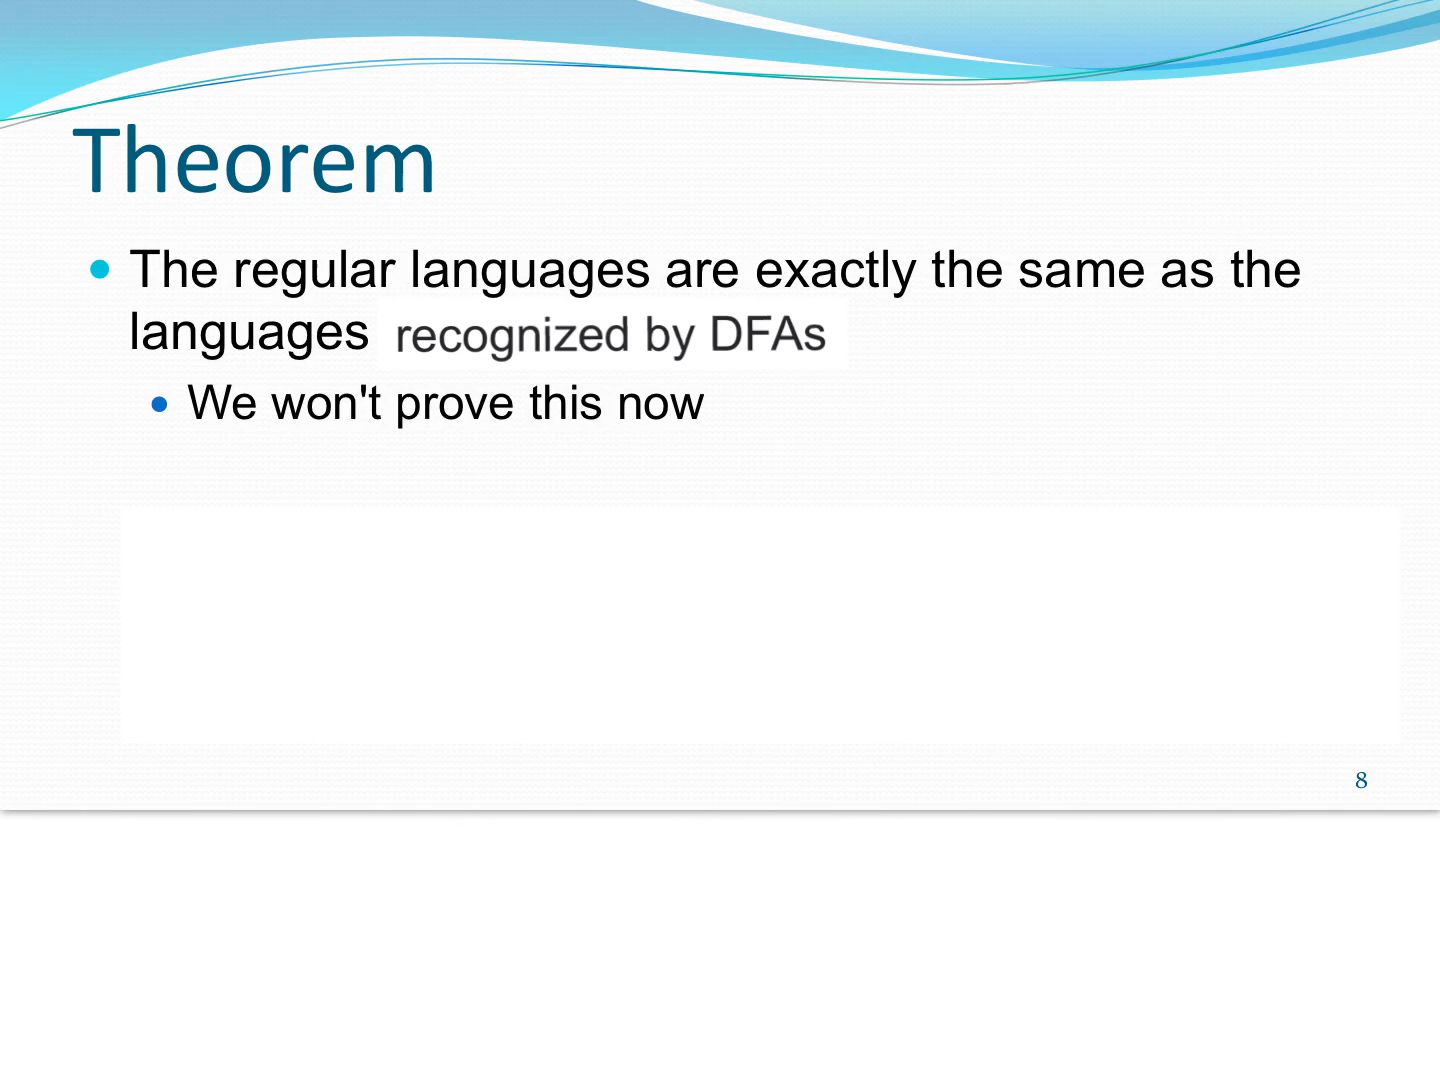 Theorem
The regular languages are exactly the same as the
languages recognized by DFAs
We won't prove this now
8